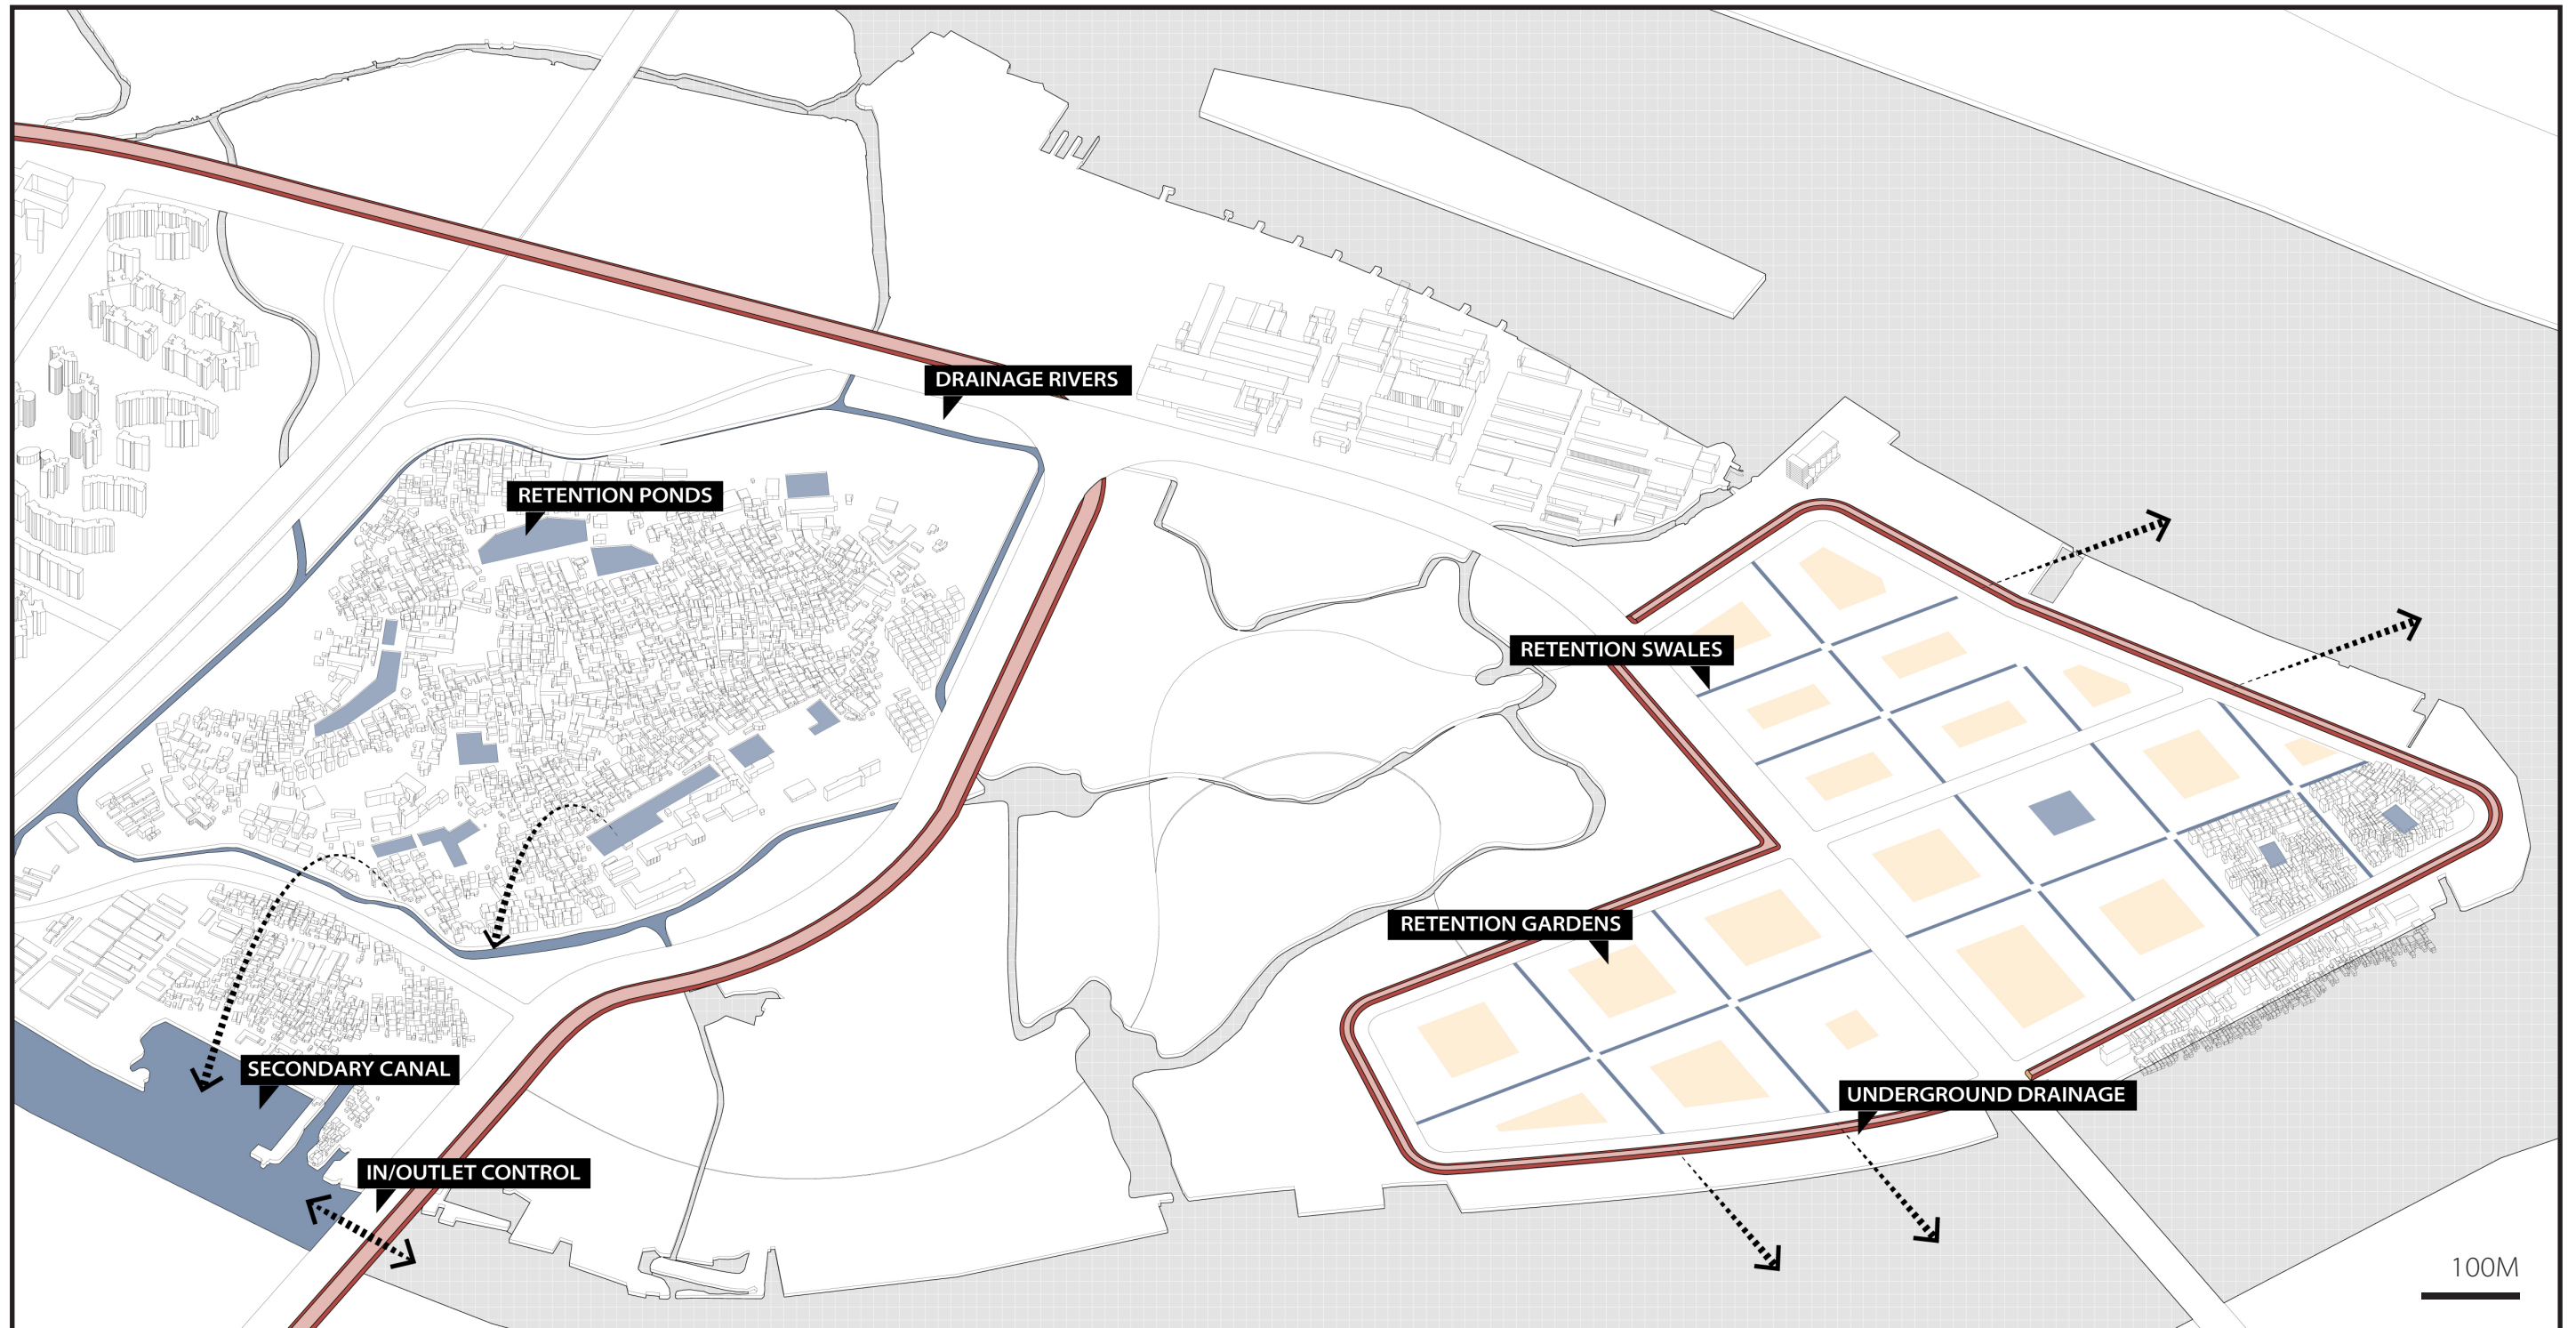 DRAINAGE RIVERS
RETENTION PONDS
RETENTION SWALES
RETENTION GARDENS
SECONDARY CANAL
UNDERGROUND DRAINAGE
IN/OUTLET CONTROL
100M